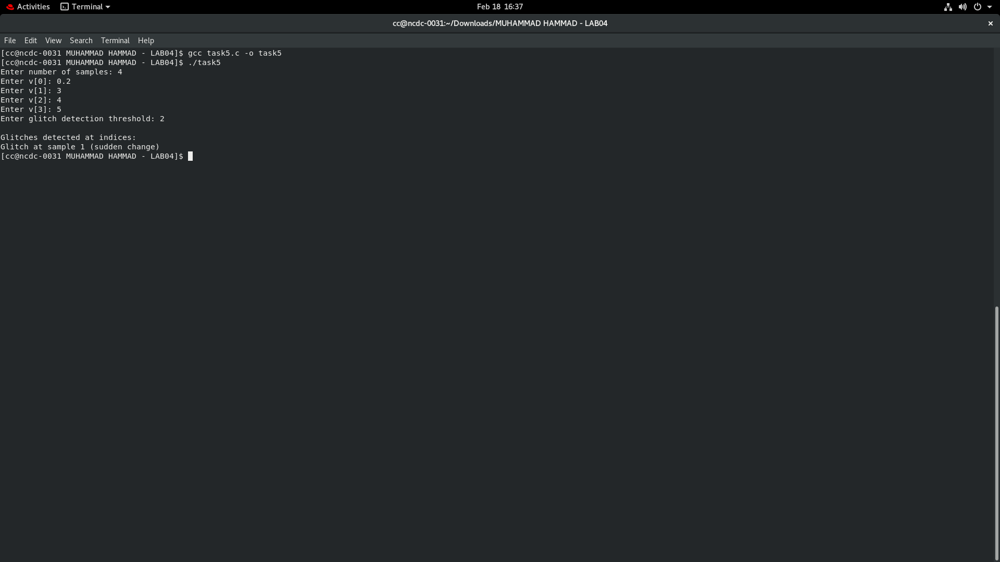 Activities Terminal Feb 18 16:37
cc@ncdc-0031:~/Downloads/MUHAMMAD HAMMAD - LAB04
File Edit View Search Terminal Help
[cc@ncdc-0031 MUHAMMAD HAMMAD - LAB04]$ gcc task5.c -o task5
[cc@ncdc-0031 MUHAMMAD HAMMAD - LAB04]$ ./task5
Enter number of samples: 4
Enter v[0]: 0.2
Enter v[1]: 3
Enter v[2]: 4
Enter v[3]: 5
Enter glitch detection threshold: 2
Glitches detected at indices:
Glitch at sample 1 (sudden change)
[cc@ncdc-0031 MUHAMMAD HAMMAD - LAB04]$